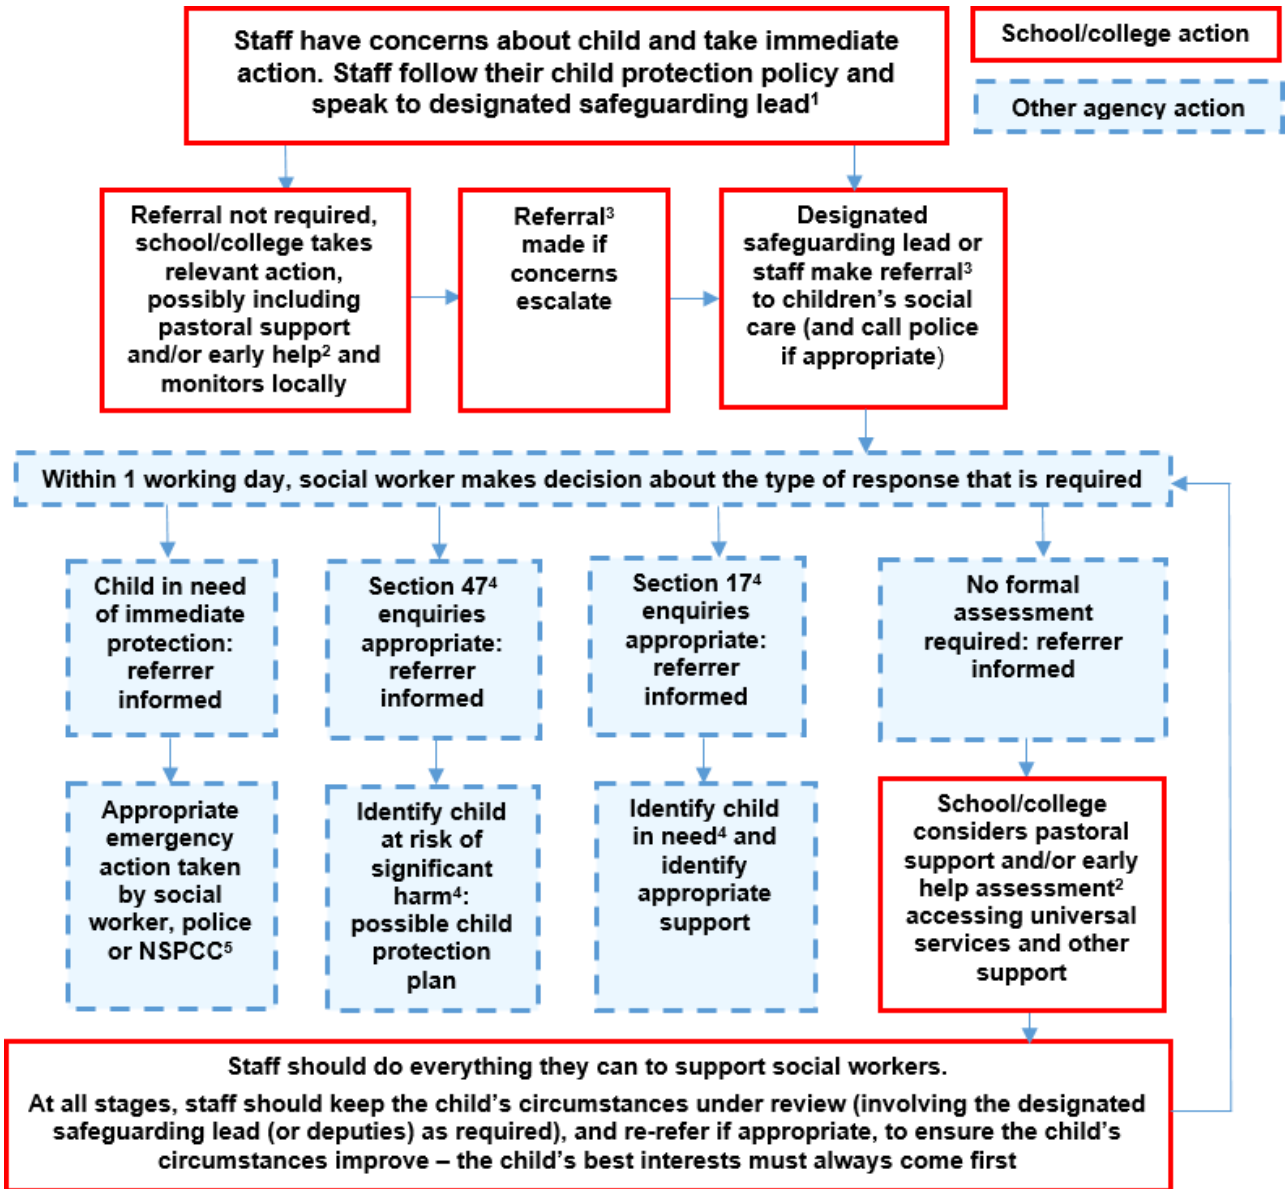 Staff have concerns about child and take immediate
action. Staff follow their child protection policy and
speak to designated safeguarding lead¹
School/college action
Other agency action
Referral not required,
school/college takes
relevant action,
possibly including
pastoral support
and/or early help² and
monitors locally
Referral³
made if
concerns
escalate
Designated
safeguarding lead or
staff make referral³
to children’s social
care (and call police
if appropriate)
Within 1 working day, social worker makes decision about the type of response that is required
Child in need
of immediate
protection:
referrer
informed
Section 47⁴
enquiries
appropriate:
referrer
informed
Section 17⁴
enquiries
appropriate:
referrer
informed
No formal
assessment
required: referrer
informed
Appropriate
emergency
action taken
by social
worker, police
or NSPCC⁵
Identify child
at risk of
significant
harm⁴:
possible child
protection
plan
Identify child
in need⁴ and
identify
appropriate
support
School/college
considers pastoral
support and/or early
help assessment²
accessing universal
services and other
support
Staff should do everything they can to support social workers.
At all stages, staff should keep the child’s circumstances under review (involving the designated
safeguarding lead (or deputies) as required), and re-refer if appropriate, to ensure the child’s
circumstances improve – the child’s best interests must always come first